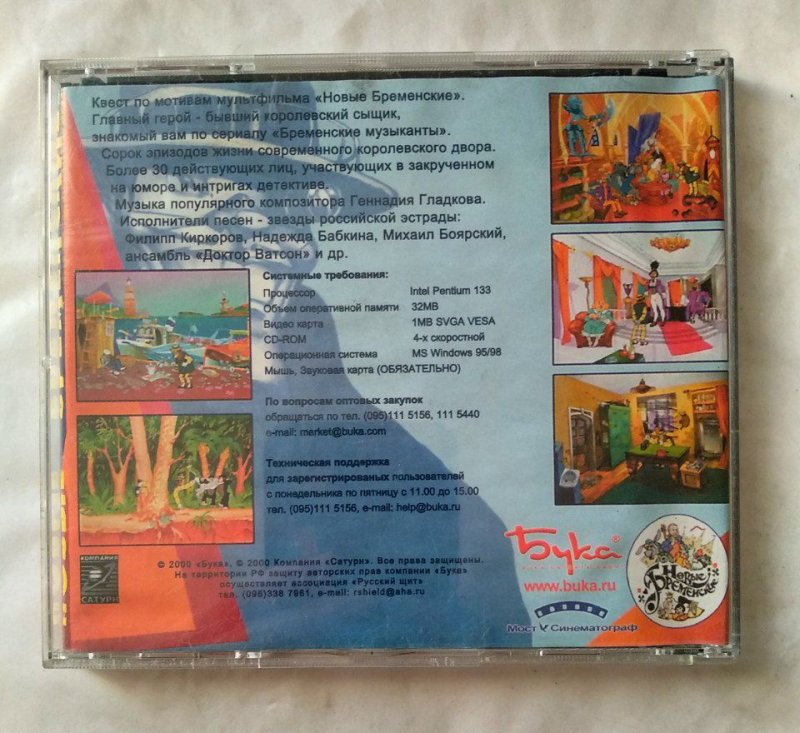 Квест по мотивам мультфильма «Новые Бременские».
Главный герой - бывший королевский сыщик,
знакомый вам по сериалу «Бременские музыканты».
Сорок эпизодов жизни современного королевского двора.
Более 30 действующих лиц, участвующих в закрученном
на юморе и интригах детективе.
Музыка популярного композитора Геннадия Гладкова.
Исполнители песен - звезды российской эстрады:
Филипп Киркоров, Надежда Бабкина, Михаил Боярский,
ансамбль «Доктор Ватсон» и др.
Системные требования:
Процессор Intel Pentium 133
Объем оперативной памяти 32MB
Видео карта 1MB SVGA VESA
CD-ROM 4-х скоростной
Операционная система MS Windows 95/98
Мышь, Звуковая карта (ОБЯЗАТЕЛЬНО)
По вопросам оптовых закупок
обращаться по тел. (095)111 5156, 111 5440
e-mail: market@buka.com
Техническая поддержка
для зарегистрированых пользователей
с понедельника по пятницу с 11.00 до 15.00
тел. (095)111 5156, e-mail: help@buka.ru
© 2000 «Бука». © 2000 Компания «Сатурн». Все права защищены.
На территории РФ защиту авторских прав компании «Бука»
осуществляет ассоциация «Русский щит»
тел. (095)338 7961, e-mail: rshield@aha.ru
КОМПАНИЯ
САТУРН
Бука®
www.buka.ru
Мост Синематограф
Новые
Бременские